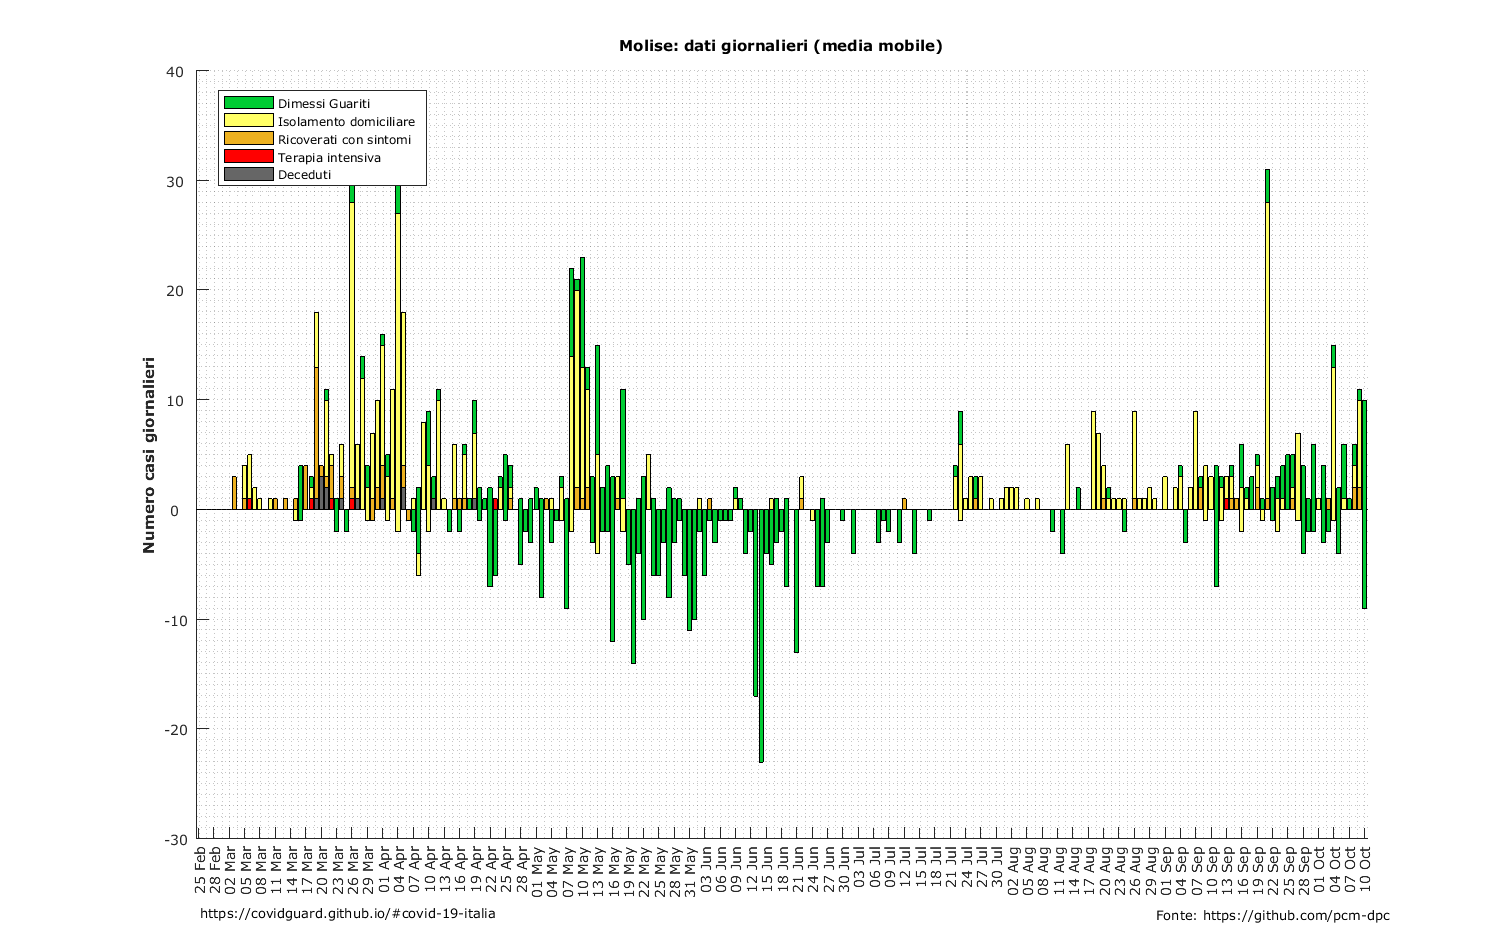 Molise: dati giornalieri (media mobile)
40
30
20
10
0
-10
-20
-30
Numero casi giornalieri
Dimessi Guariti
Isolamento domiciliare
Ricoverati con sintomi
Terapia intensiva
Deceduti
25 Feb
28 Feb
02 Mar
05 Mar
08 Mar
11 Mar
14 Mar
17 Mar
20 Mar
23 Mar
26 Mar
29 Mar
01 Apr
04 Apr
07 Apr
10 Apr
13 Apr
16 Apr
19 Apr
22 Apr
25 Apr
28 Apr
01 May
04 May
07 May
10 May
13 May
16 May
19 May
22 May
25 May
28 May
31 May
03 Jun
06 Jun
09 Jun
12 Jun
15 Jun
18 Jun
21 Jun
24 Jun
27 Jun
30 Jun
03 Jul
06 Jul
09 Jul
12 Jul
15 Jul
18 Jul
21 Jul
24 Jul
27 Jul
30 Jul
02 Aug
05 Aug
08 Aug
11 Aug
14 Aug
17 Aug
20 Aug
23 Aug
26 Aug
29 Aug
01 Sep
04 Sep
07 Sep
10 Sep
13 Sep
16 Sep
19 Sep
22 Sep
25 Sep
28 Sep
01 Oct
04 Oct
07 Oct
10 Oct
https://covidguard.github.io/#covid-19-italia
Fonte: https://github.com/pcm-dpc